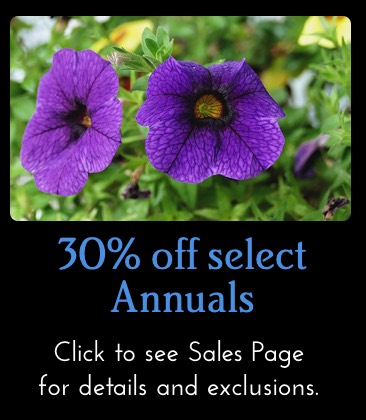 30% off select
Annuals
Click to see Sales Page
for details and exclusions.